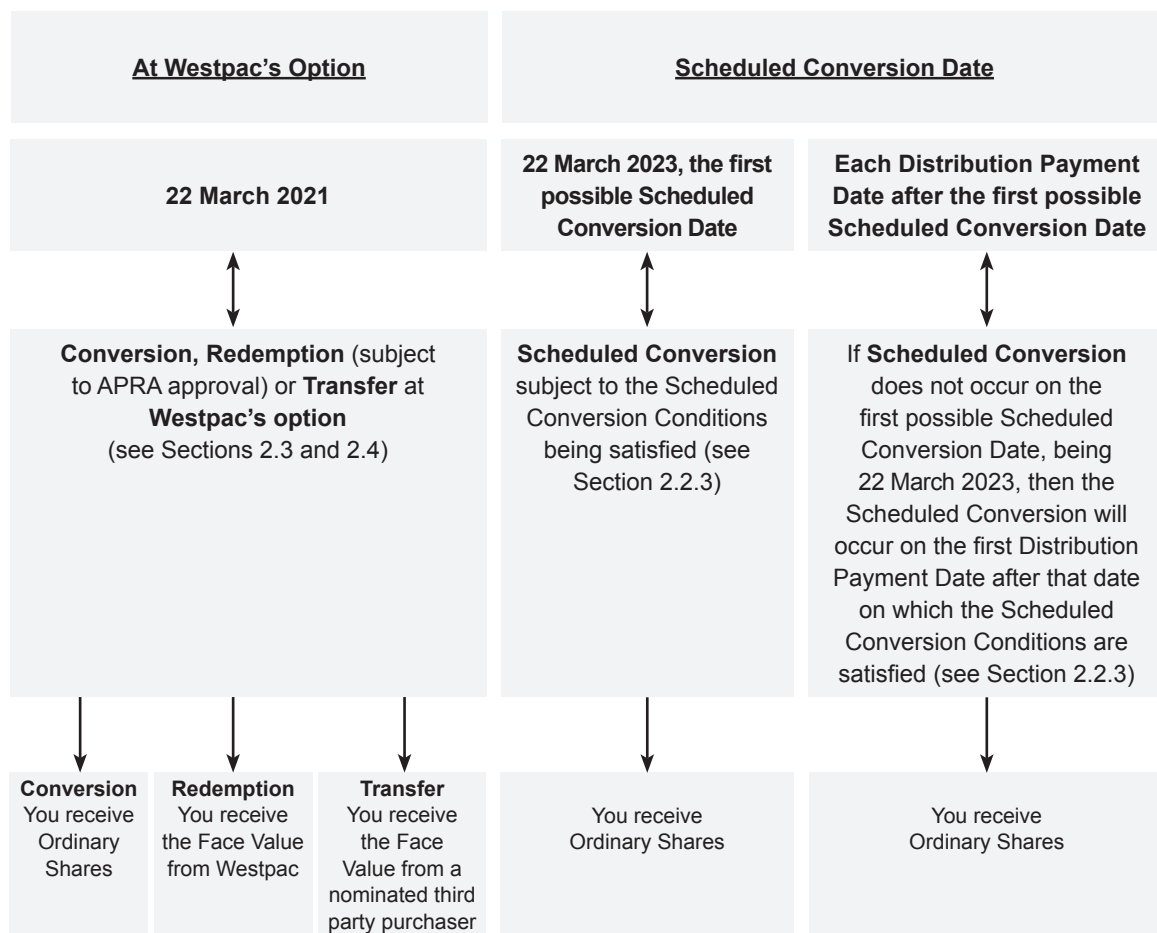 At Westpac's Option
Scheduled Conversion Date
22 March 2021
22 March 2023, the first
possible Scheduled
Conversion Date
Each Distribution Payment
Date after the first possible
Scheduled Conversion Date
Conversion, Redemption (subject
to APRA approval) or Transfer at
Westpac's option
(see Sections 2.3 and 2.4)
Scheduled Conversion
subject to the Scheduled
Conversion Conditions
being satisfied (see
Section 2.2.3)
If Scheduled Conversion
does not occur on the
first possible Scheduled
Conversion Date, being
22 March 2023, then the
Scheduled Conversion will
occur on the first Distribution
Payment Date after that date
on which the Scheduled
Conversion Conditions are
satisfied (see Section 2.2.3)
Conversion
You receive
Ordinary
Shares
Redemption
You receive
the Face Value
from Westpac
Transfer
You receive
the Face
Value from a
nominated third
party purchaser
You receive
Ordinary Shares
You receive
Ordinary Shares